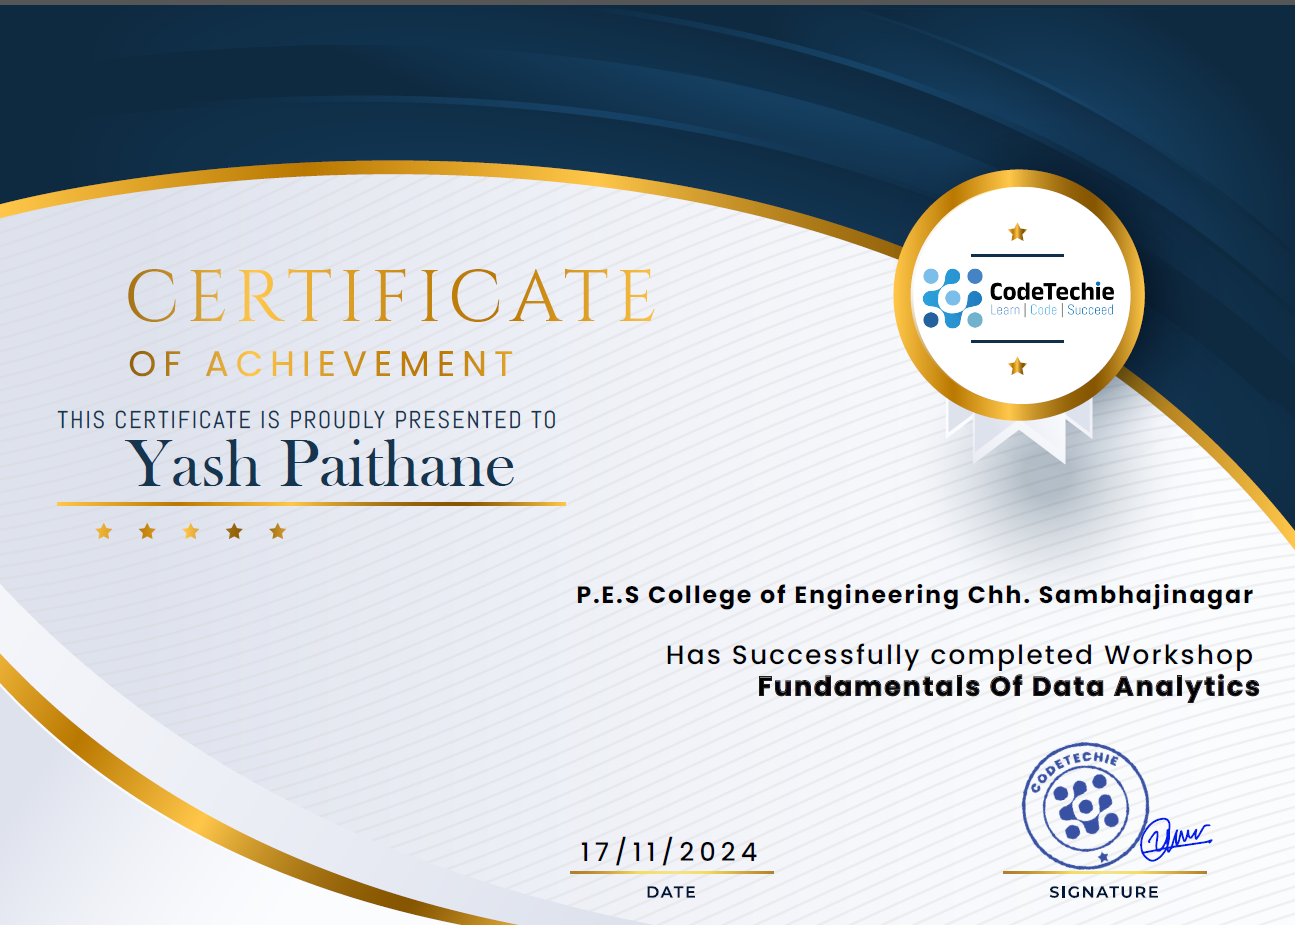 CERTIFICATE
OF ACHIEVEMENT
THIS CERTIFICATE IS PROUDLY PRESENTED TO
Yash Paithane
CodeTechie
Learn | Code | Succeed
P.E.S College of Engineering Chh. Sambhajinagar
Has Successfully completed Workshop
Fundamentals Of Data Analytics
CODETECHIE
17/11/2024
DATE
SIGNATURE